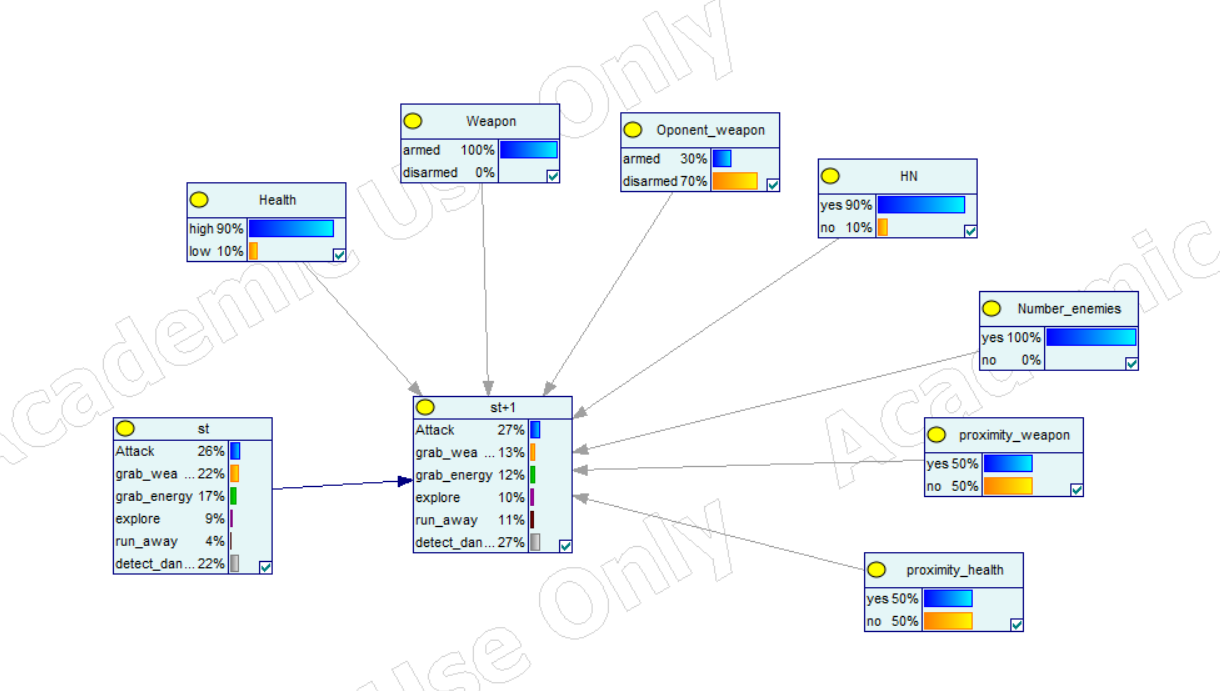 Weapon
armed 100%
disarmed 0%
Oponent_weapon
armed 30%
disarmed 70%
HN
yes 90%
no 10%
Health
high 90%
low 10%
Number_enemies
yes 100%
no 0%
st+1
Attack 27%
grab_wea ... 13%
grab_energy 12%
explore 10%
run_away 11%
detect_dan... 27%
st
Attack 26%
grab_wea ... 22%
grab_energy 17%
explore 9%
run_away 4%
detect_dan... 22%
proximity_weapon
yes 50%
no 50%
proximity_health
yes 50%
no 50%
Academic Use Only
Academic
Use Only